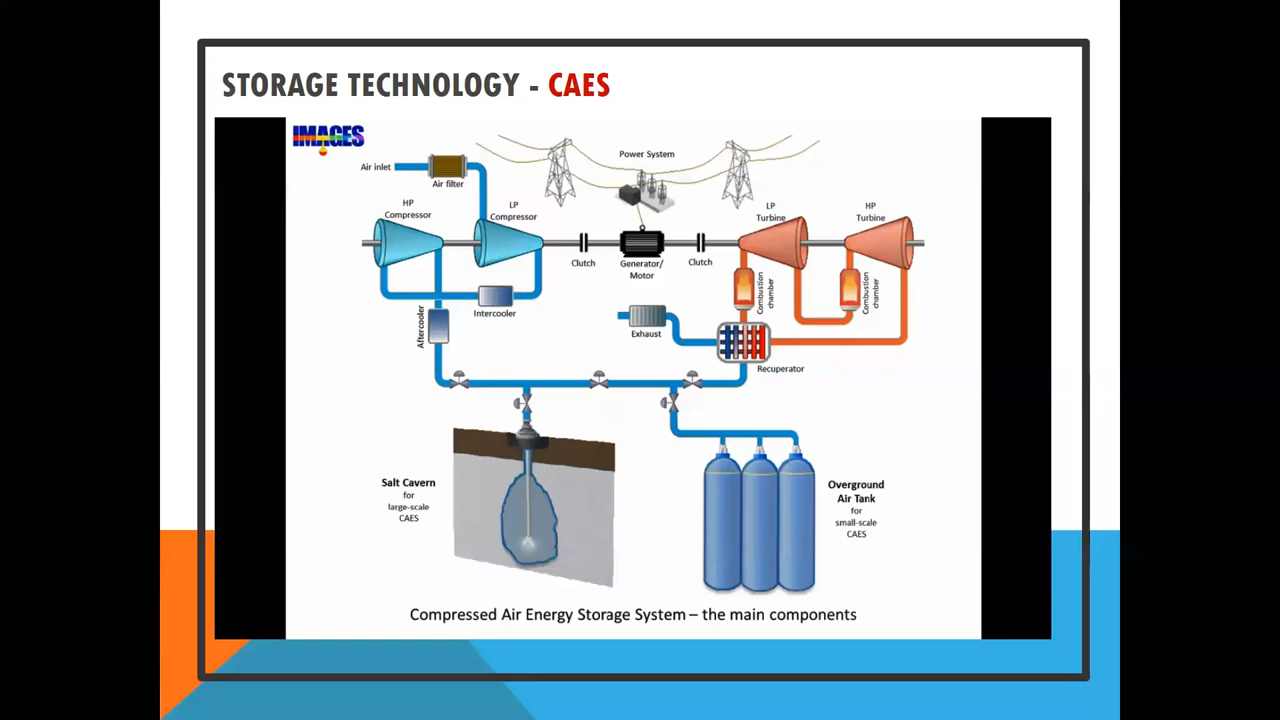 STORAGE TECHNOLOGY - CAES
IMAGES
Air inlet
Air filter
Power System
HP
Compressor
LP
Compressor
LP
Turbine
HP
Turbine
Clutch
Generator/
Motor
Clutch
Combustion
chamber
Combustion
chamber
Intercooler
Aftercooler
Exhaust
Recuperator
Salt Cavern
for
large-scale
CAES
Overground
Air Tank
for
small-scale
CAES
Compressed Air Energy Storage System – the main components